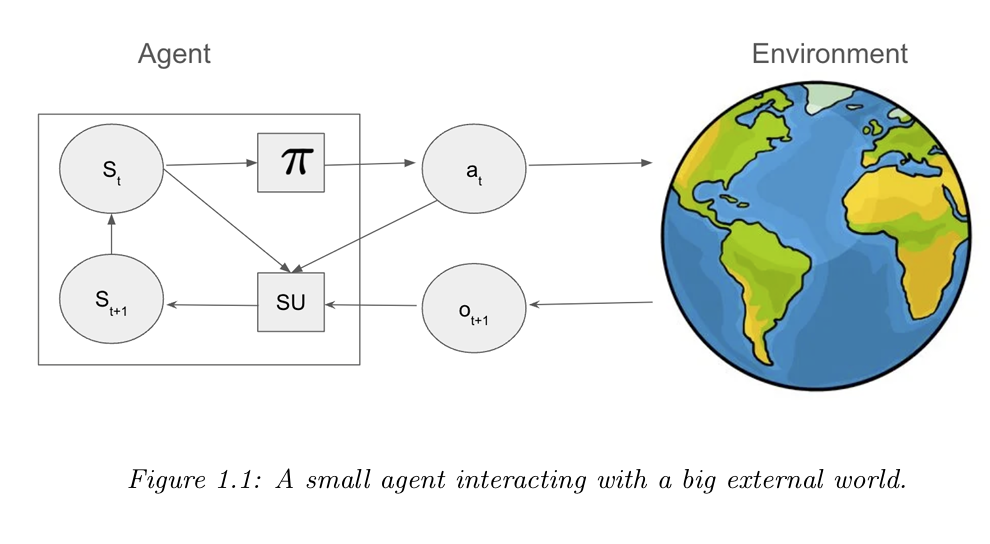 Agent
Environment
S_t
π
a_t
S_{t+1}
SU
o_{t+1}
Figure 1.1: A small agent interacting with a big external world.